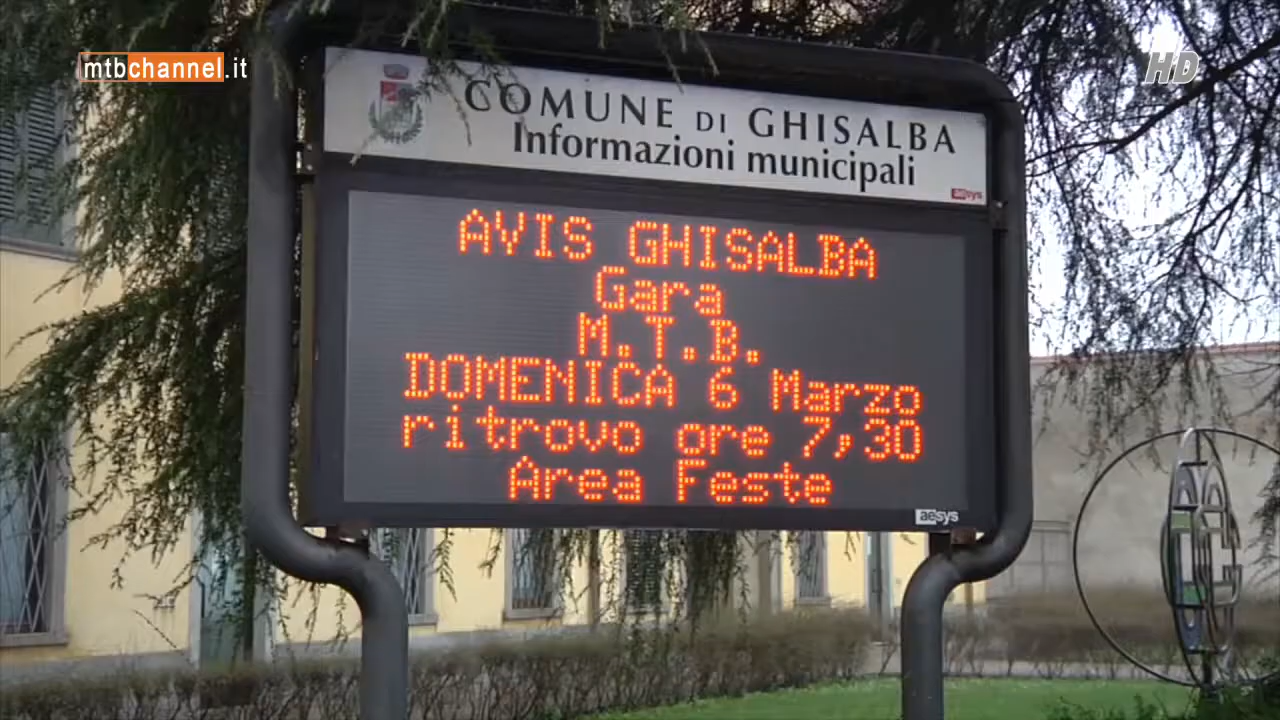 mtbchannel.it
HD
COMUNE DI GHISALBA
Informazioni municipali
aesys
AVIS GHISALBA
Gara
M.T.B.
DOMENICA 6 Marzo
ritrovo ore 7,30
Area Feste
aesys